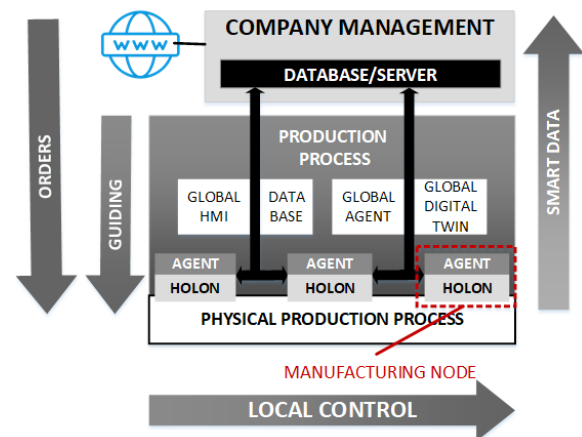 WWW
COMPANY MANAGEMENT
DATABASE/SERVER
ORDERS
GUIDING
SMART DATA
PRODUCTION
PROCESS
GLOBAL
HMI
DATA
BASE
GLOBAL
AGENT
GLOBAL
DIGITAL
TWIN
AGENT
HOLON
AGENT
HOLON
AGENT
HOLON
PHYSICAL PRODUCTION PROCESS
MANUFACTURING NODE
LOCAL CONTROL